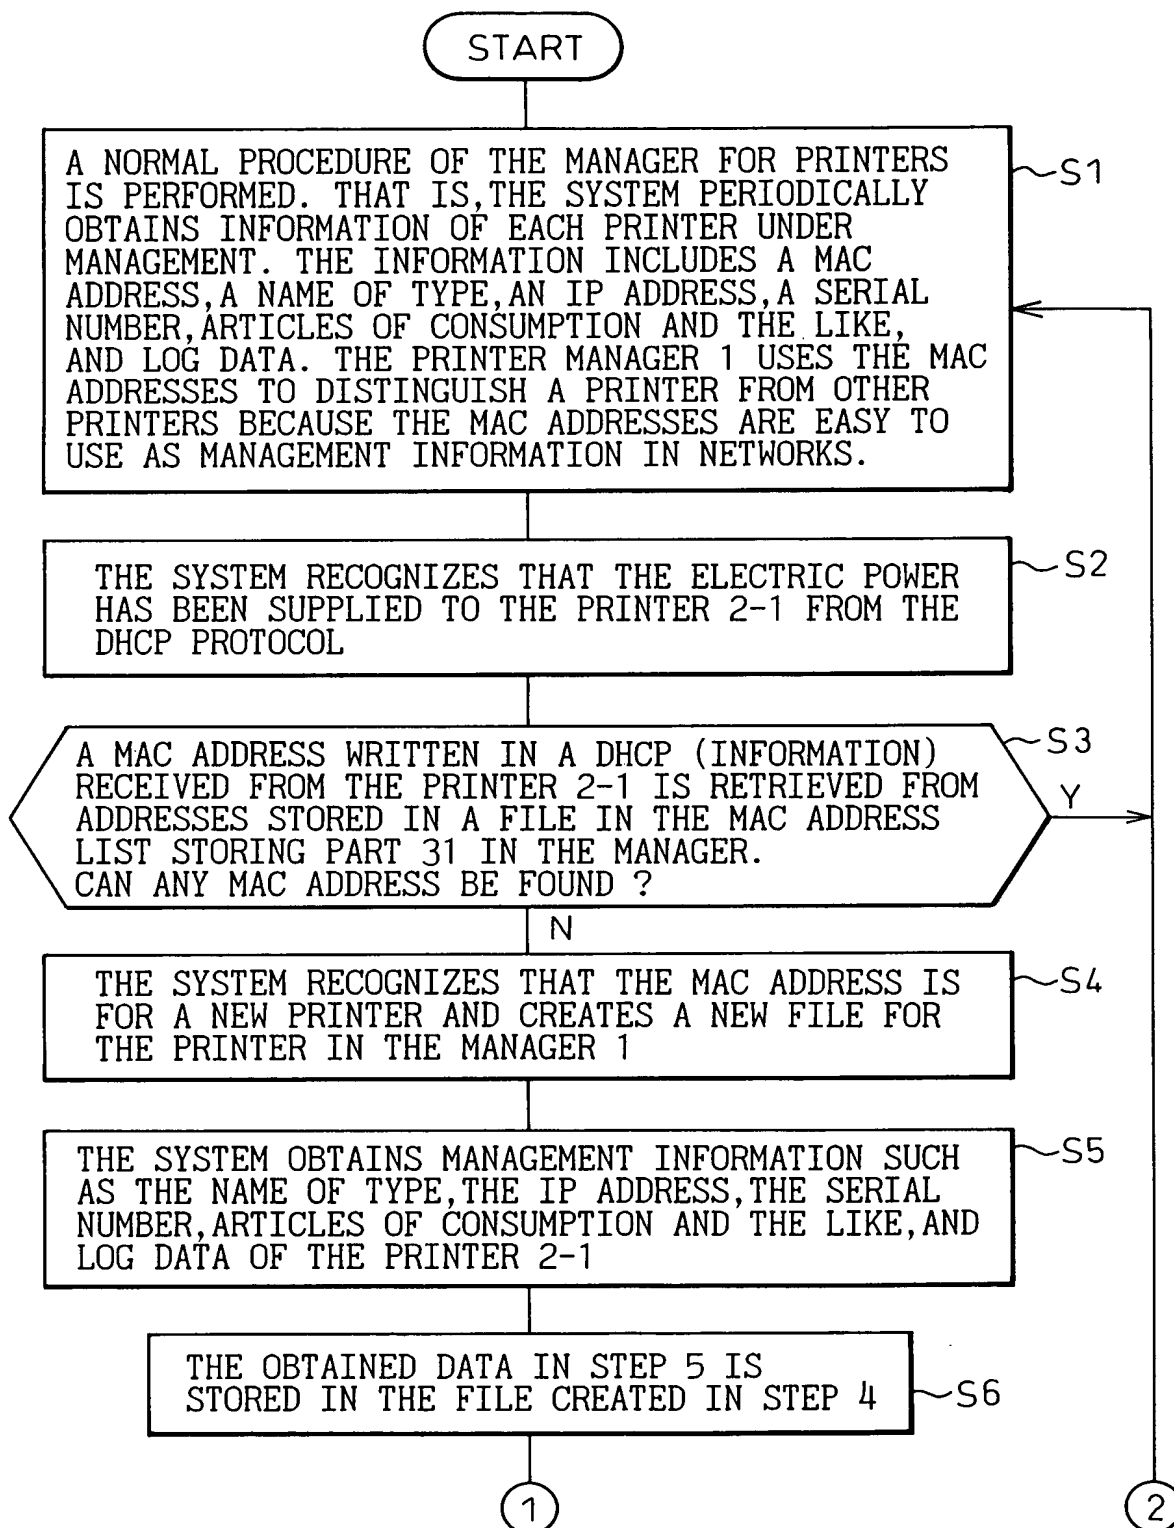 START
A NORMAL PROCEDURE OF THE MANAGER FOR PRINTERS
IS PERFORMED. THAT IS,THE SYSTEM PERIODICALLY
OBTAINS INFORMATION OF EACH PRINTER UNDER
MANAGEMENT. THE INFORMATION INCLUDES A MAC
ADDRESS,A NAME OF TYPE,AN IP ADDRESS,A SERIAL
NUMBER,ARTICLES OF CONSUMPTION AND THE LIKE,
AND LOG DATA. THE PRINTER MANAGER 1 USES THE MAC
ADDRESSES TO DISTINGUISH A PRINTER FROM OTHER
PRINTERS BECAUSE THE MAC ADDRESSES ARE EASY TO
USE AS MANAGEMENT INFORMATION IN NETWORKS.
S1
THE SYSTEM RECOGNIZES THAT THE ELECTRIC POWER
HAS BEEN SUPPLIED TO THE PRINTER 2-1 FROM THE
DHCP PROTOCOL
S2
A MAC ADDRESS WRITTEN IN A DHCP (INFORMATION)
RECEIVED FROM THE PRINTER 2-1 IS RETRIEVED FROM
ADDRESSES STORED IN A FILE IN THE MAC ADDRESS
LIST STORING PART 31 IN THE MANAGER.
CAN ANY MAC ADDRESS BE FOUND ?
S3
Y
N
THE SYSTEM RECOGNIZES THAT THE MAC ADDRESS IS
FOR A NEW PRINTER AND CREATES A NEW FILE FOR
THE PRINTER IN THE MANAGER 1
S4
THE SYSTEM OBTAINS MANAGEMENT INFORMATION SUCH
AS THE NAME OF TYPE,THE IP ADDRESS,THE SERIAL
NUMBER,ARTICLES OF CONSUMPTION AND THE LIKE,AND
LOG DATA OF THE PRINTER 2-1
S5
THE OBTAINED DATA IN STEP 5 IS
STORED IN THE FILE CREATED IN STEP 4
S6
1
2